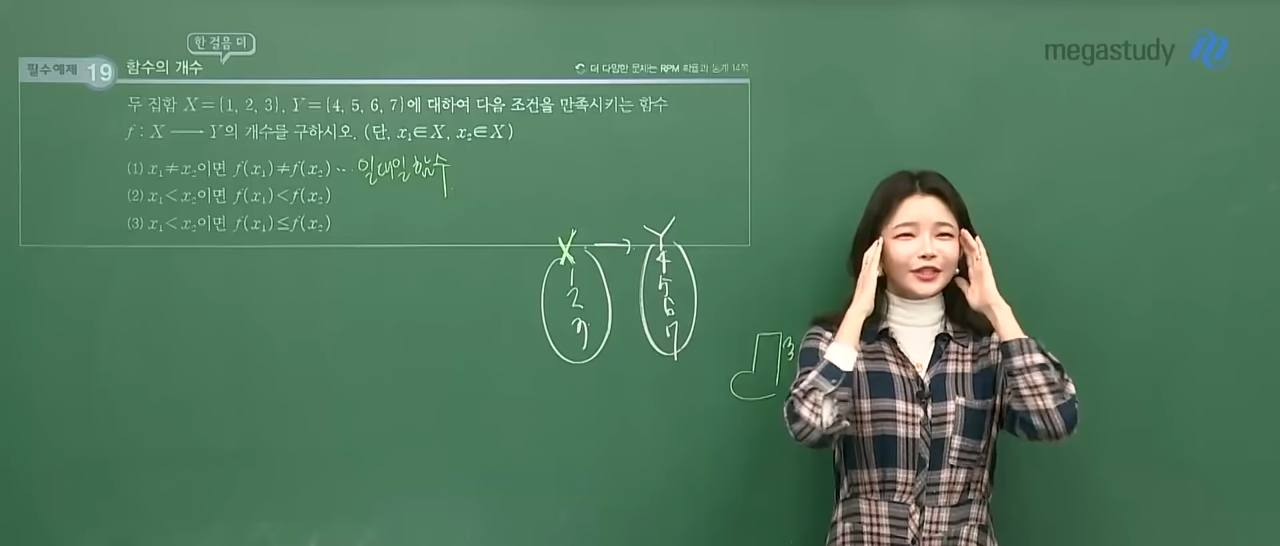 한 걸음 더
megastudy
필수예제 19 함수의 개수
더 다양한 문제는 RPM 확률과 통계 14쪽
두 집합 X={1, 2, 3}, Y={4, 5, 6, 7}에 대하여 다음 조건을 만족시키는 함수
f : X ⟶ Y의 개수를 구하시오. (단, x₁∈X, x₂∈X)
(1) x₁≠x₂이면 f(x₁)≠f(x₂) … 일대일함수
(2) x₁<x₂이면 f(x₁)<f(x₂)
(3) x₁<x₂이면 f(x₁)≤f(x₂)
X → Y
1 4
2 5
3 6
7